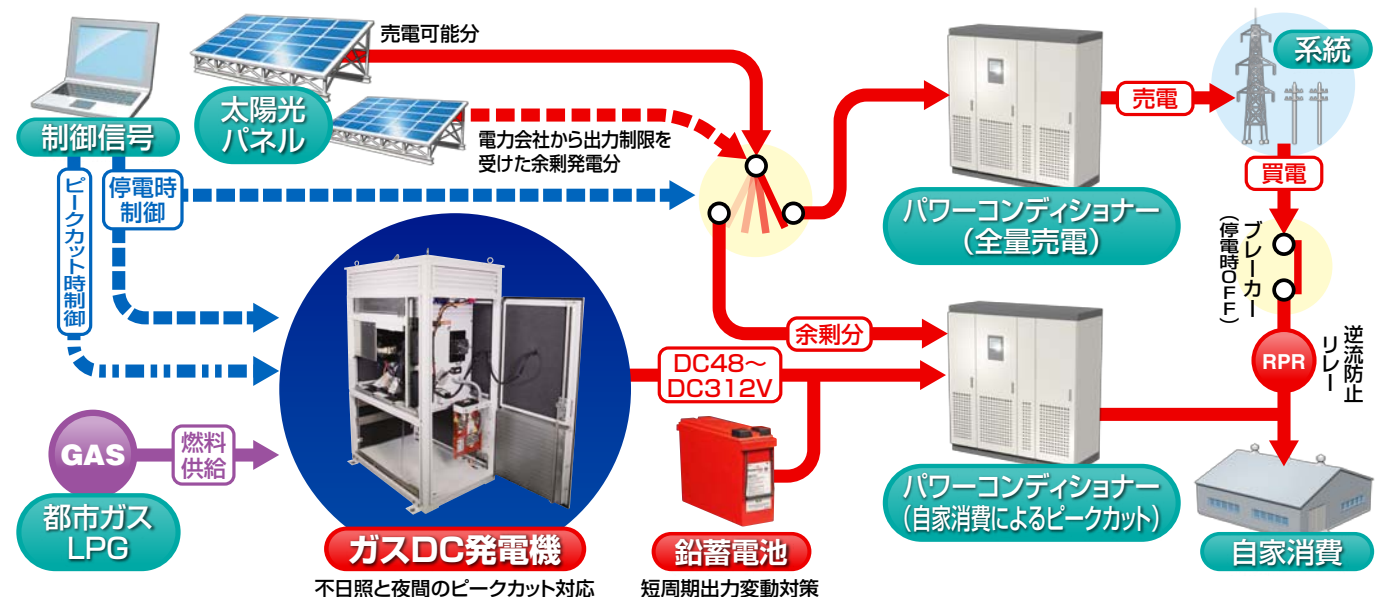 制御信号
太陽光
パネル
売電可能分
電力会社から出力制限を
受けた余剰発電分
ピークカット時制御
停電時
制御
パワーコンディショナー
(全量売電)
売電
系統
買電
ブレーカー
(停電時OFF)
RPR
逆流防止
リレー
余剰分
DC48〜
DC312V
GAS
燃料
供給
都市ガス
LPG
ガスDC発電機
不日照と夜間のピークカット対応
鉛蓄電池
短周期出力変動対策
パワーコンディショナー
(自家消費によるピークカット)
自家消費